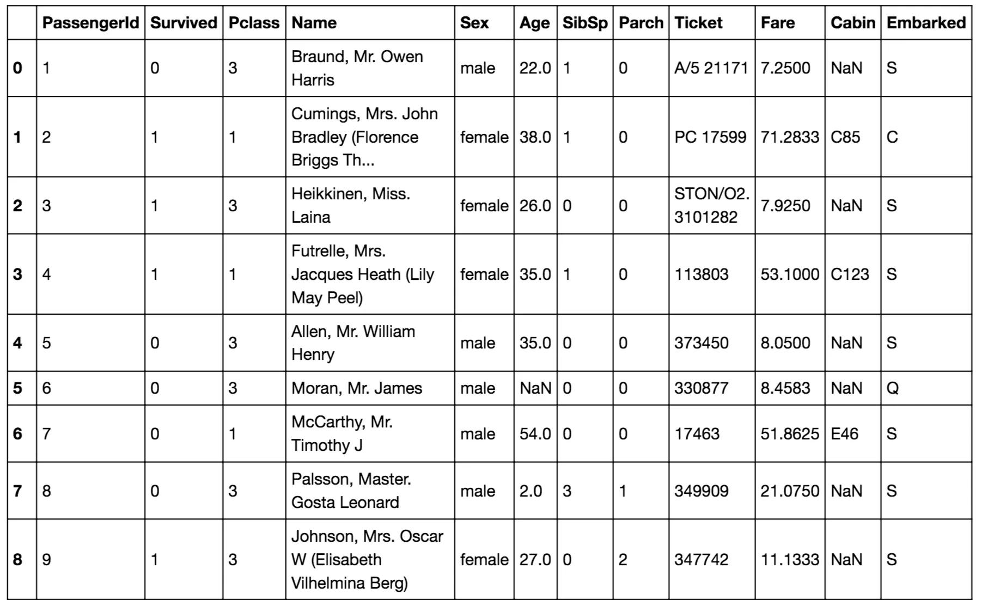 PassengerId Survived Pclass Name Sex Age SibSp Parch Ticket Fare Cabin Embarked
0 1 0 3 Braund, Mr. Owen Harris male 22.0 1 0 A/5 21171 7.2500 NaN S
1 2 1 1 Cumings, Mrs. John Bradley (Florence Briggs Th... female 38.0 1 0 PC 17599 71.2833 C85 C
2 3 1 3 Heikkinen, Miss. Laina female 26.0 0 0 STON/O2. 3101282 7.9250 NaN S
3 4 1 1 Futrelle, Mrs. Jacques Heath (Lily May Peel) female 35.0 1 0 113803 53.1000 C123 S
4 5 0 3 Allen, Mr. William Henry male 35.0 0 0 373450 8.0500 NaN S
5 6 0 3 Moran, Mr. James male NaN 0 0 330877 8.4583 NaN Q
6 7 0 1 McCarthy, Mr. Timothy J male 54.0 0 0 17463 51.8625 E46 S
7 8 0 3 Palsson, Master. Gosta Leonard male 2.0 3 1 349909 21.0750 NaN S
8 9 1 3 Johnson, Mrs. Oscar W (Elisabeth Vilhelmina Berg) female 27.0 0 2 347742 11.1333 NaN S